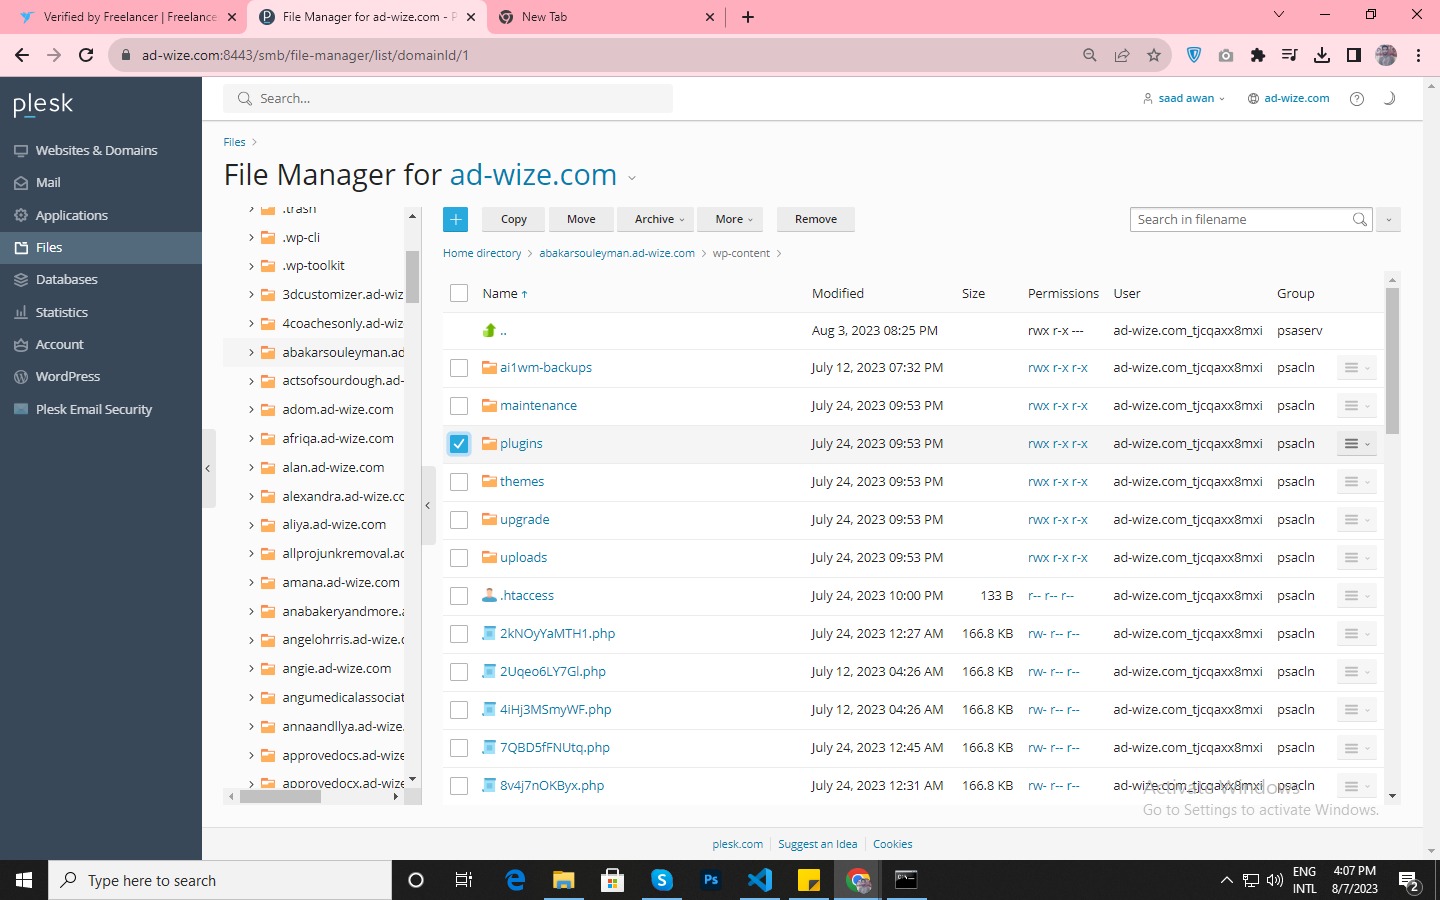 Verified by Freelancer | Freelance
File Manager for ad-wize.com - P
New Tab
ad-wize.com:8443/smb/file-manager/list/domainId/1
plesk
Search...
saad awan
ad-wize.com
Websites & Domains
Mail
Applications
Files
Databases
Statistics
Account
WordPress
Plesk Email Security
Files >
File Manager for ad-wize.com
.trash
.wp-cli
.wp-toolkit
3dcustomizer.ad-wiz
4coachesonly.ad-wiz
abakarsouleyman.ad
actsofsourdough.ad-
adom.ad-wize.com
afriqa.ad-wize.com
alan.ad-wize.com
alexandra.ad-wize.co
aliya.ad-wize.com
allprojunkremoval.ad
amana.ad-wize.com
anabakeryandmore.a
angelohrris.ad-wize.c
angie.ad-wize.com
angumedicalassociat
annaandllya.ad-wize.
approvedocs.ad-wize
approvedocx.ad-wize
+ Copy Move Archive More Remove
Search in filename
Home directory > abakarsouleyman.ad-wize.com > wp-content >
Name ↑ Modified Size Permissions User Group
.. Aug 3, 2023 08:25 PM rwx r-x --- ad-wize.com_tjcqaxx8mxi psaserv
ai1wm-backups July 12, 2023 07:32 PM rwx r-x r-x ad-wize.com_tjcqaxx8mxi psacln
maintenance July 24, 2023 09:53 PM rwx r-x r-x ad-wize.com_tjcqaxx8mxi psacln
plugins July 24, 2023 09:53 PM rwx r-x r-x ad-wize.com_tjcqaxx8mxi psacln
themes July 24, 2023 09:53 PM rwx r-x r-x ad-wize.com_tjcqaxx8mxi psacln
upgrade July 24, 2023 09:53 PM rwx r-x r-x ad-wize.com_tjcqaxx8mxi psacln
uploads July 24, 2023 09:53 PM rwx r-x r-x ad-wize.com_tjcqaxx8mxi psacln
.htaccess July 24, 2023 10:00 PM 133 B r-- r-- r-- ad-wize.com_tjcqaxx8mxi psacln
2kNOyYaMTH1.php July 24, 2023 12:27 AM 166.8 KB rw- r-- r-- ad-wize.com_tjcqaxx8mxi psacln
2Uqeo6LY7Gl.php July 12, 2023 04:26 AM 166.8 KB rw- r-- r-- ad-wize.com_tjcqaxx8mxi psacln
4iHj3MSmyWF.php July 12, 2023 04:26 AM 166.8 KB rw- r-- r-- ad-wize.com_tjcqaxx8mxi psacln
7QBD5fFNUtq.php July 24, 2023 12:45 AM 166.8 KB rw- r-- r-- ad-wize.com_tjcqaxx8mxi psacln
8v4j7nOKByx.php July 24, 2023 12:31 AM 166.8 KB rw- r-- r-- ad-wize.com_tjcqaxx8mxi psacln
Activate Windows
Go to Settings to activate Windows.
plesk.com Suggest an Idea Cookies
Type here to search
ENG
INTL
4:07 PM
8/7/2023
2